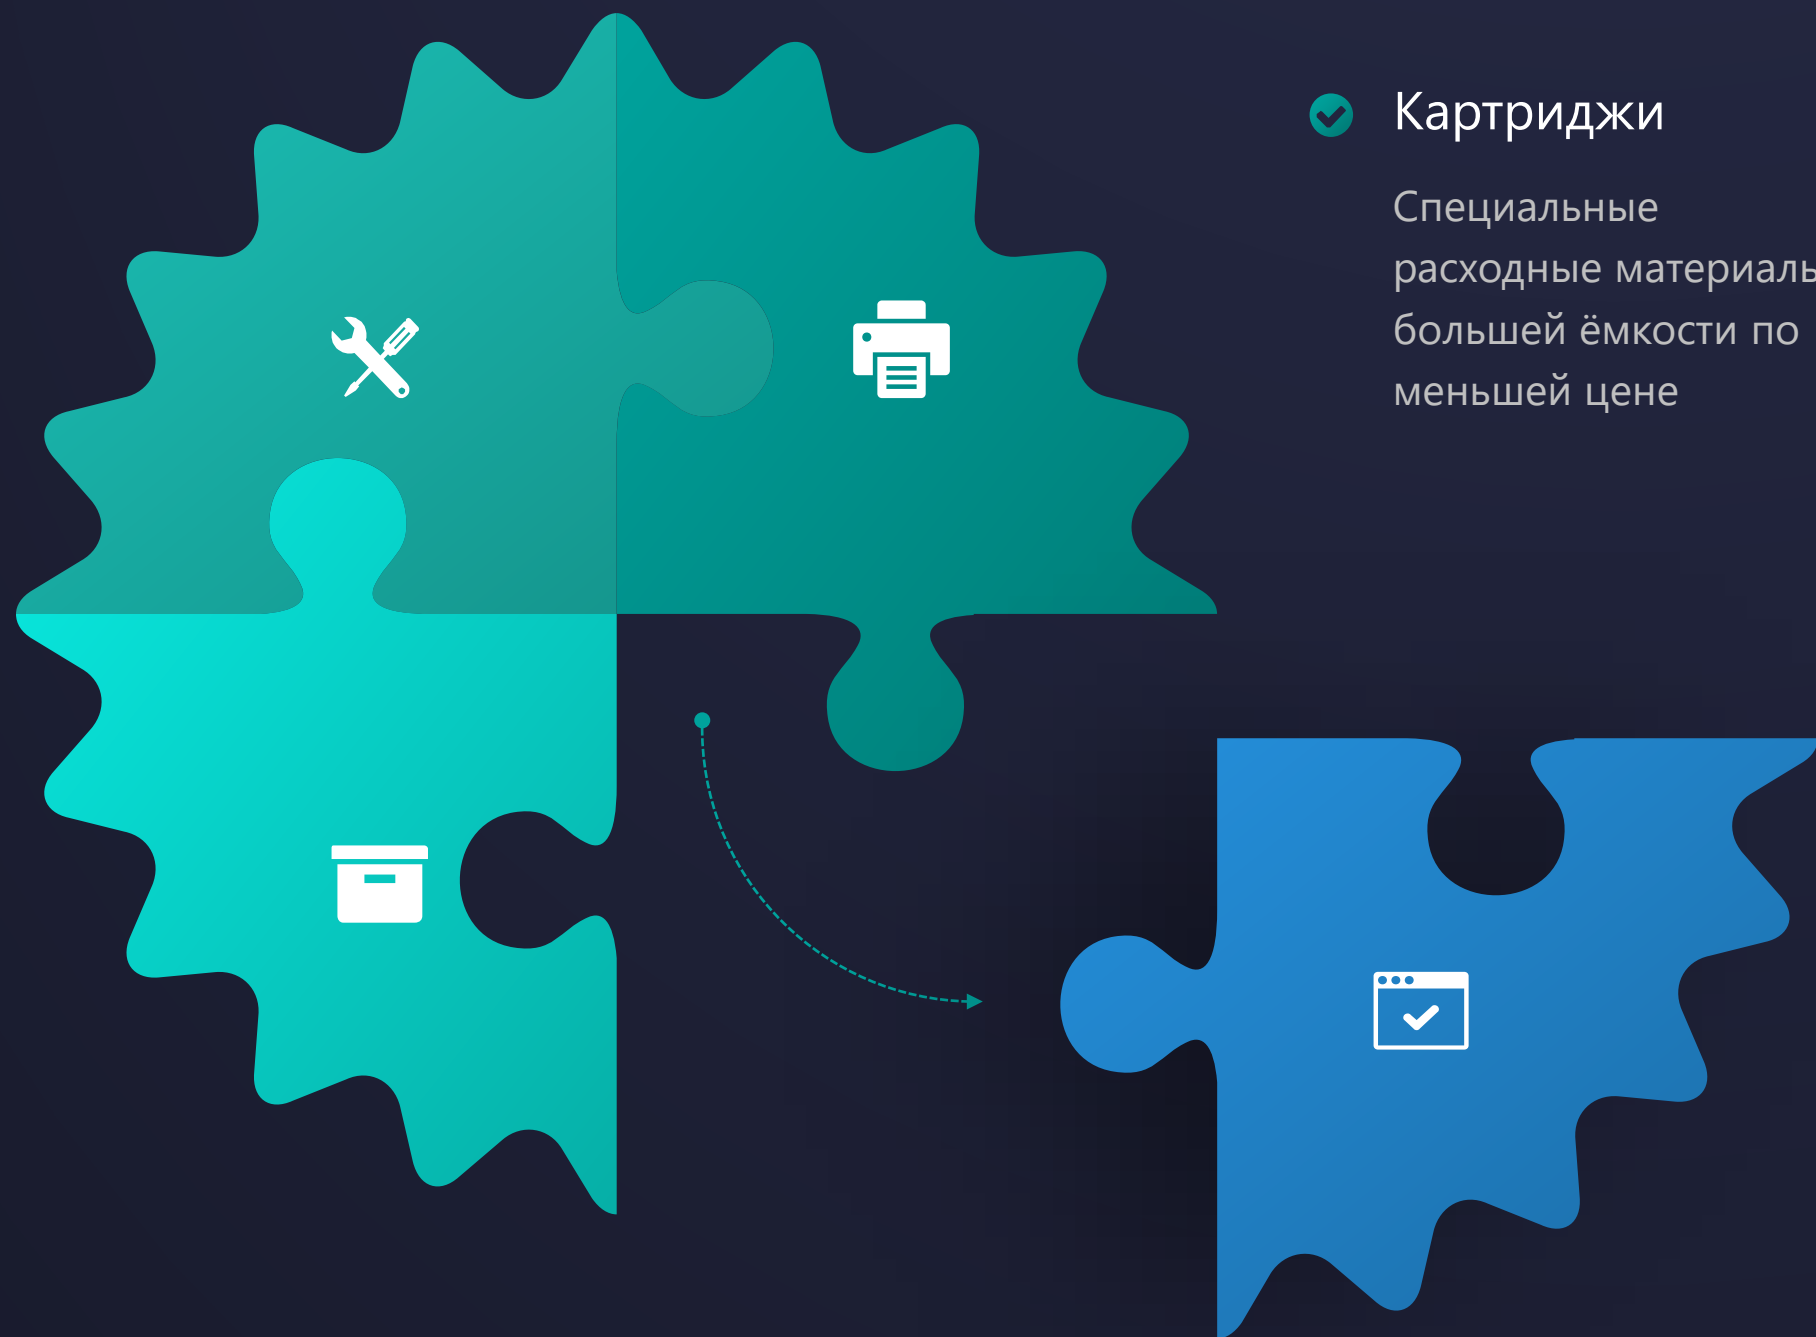 Картриджи
Специальные
расходные материалы
большей ёмкости по
меньшей цене